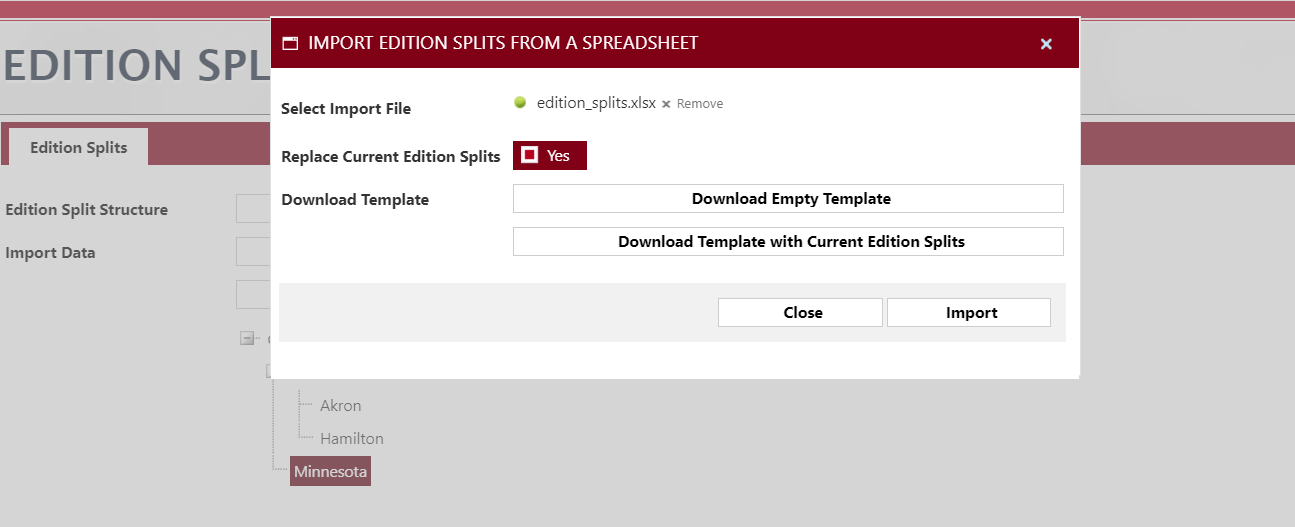 IMPORT EDITION SPLITS FROM A SPREADSHEET
EDITION SPL
Select Import File
edition_splits.xlsx Remove
Replace Current Edition Splits Yes
Download Template Download Empty Template
Download Template with Current Edition Splits
Close Import
Edition Splits
Edition Split Structure
Import Data
Akron
Hamilton
Minnesota